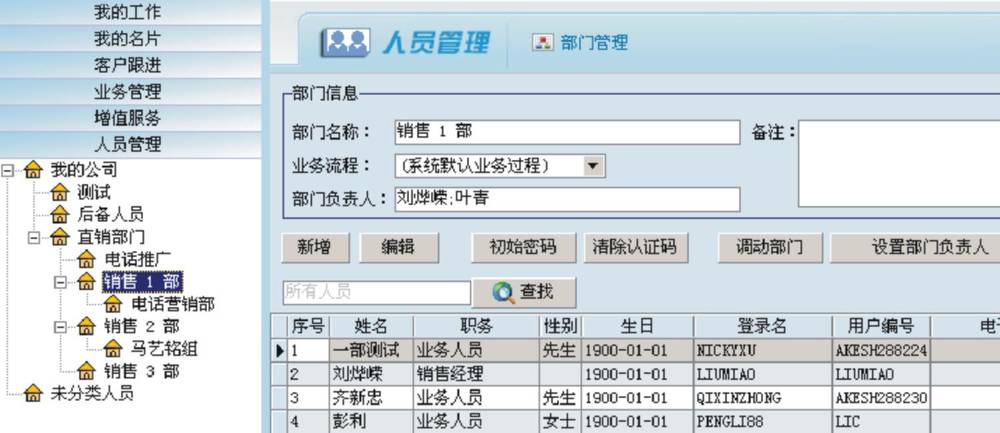 我的工作
我的名片
客户跟进
业务管理
增值服务
人员管理
我的公司
测试
后备人员
直销部门
电话推广
销售 1 部
电话营销部
销售 2 部
马艺铭组
销售 3 部
未分类人员
人员管理
部门管理
部门信息
部门名称： 销售 1 部 备注：
业务流程： (系统默认业务过程)
部门负责人： 刘烨嵘;叶青
新增 编辑 初始密码 清除认证码 调动部门 设置部门负责人
所有人员 查找
序号 姓名 职务 性别 生日 登录名 用户编号
1 一部测试 业务人员 先生 1900-01-01 NICKYXU AKESH288224
2 刘烨嵘 销售经理 1900-01-01 LIUMIAO LIUMIAO
3 齐新忠 业务人员 先生 1900-01-01 QIXINZHONG AKESH288230
4 彭利 业务人员 女士 1900-01-01 PENGLI88 LIC